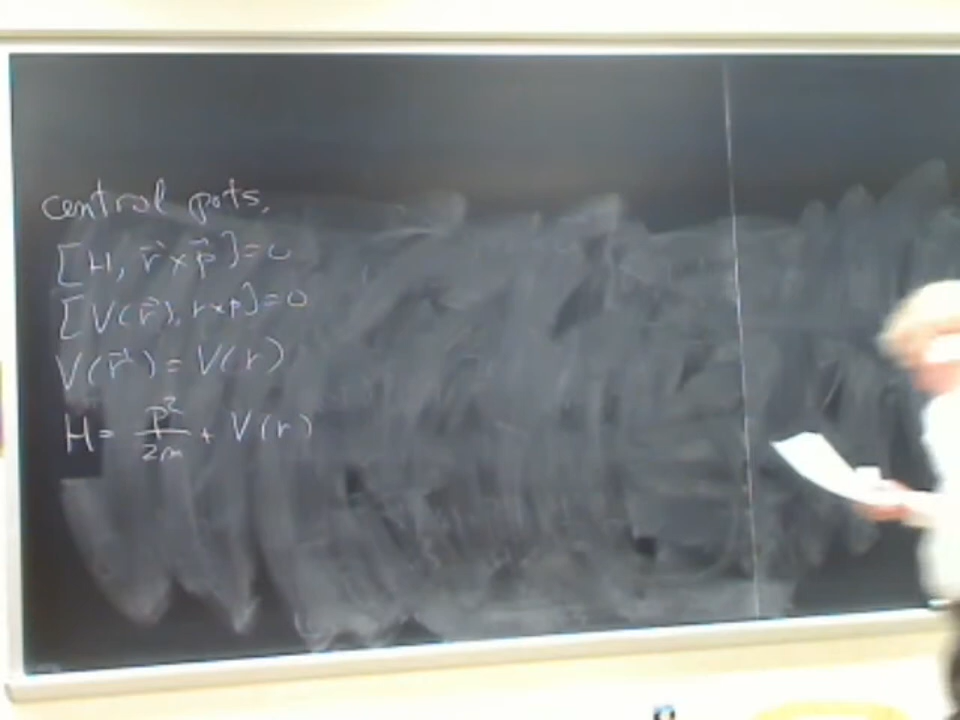 central pots.
[H, r⃗ × p⃗] = 0
[V(r⃗), r×p] = 0
V(r⃗) = V(r)
H = p²/2m + V(r)